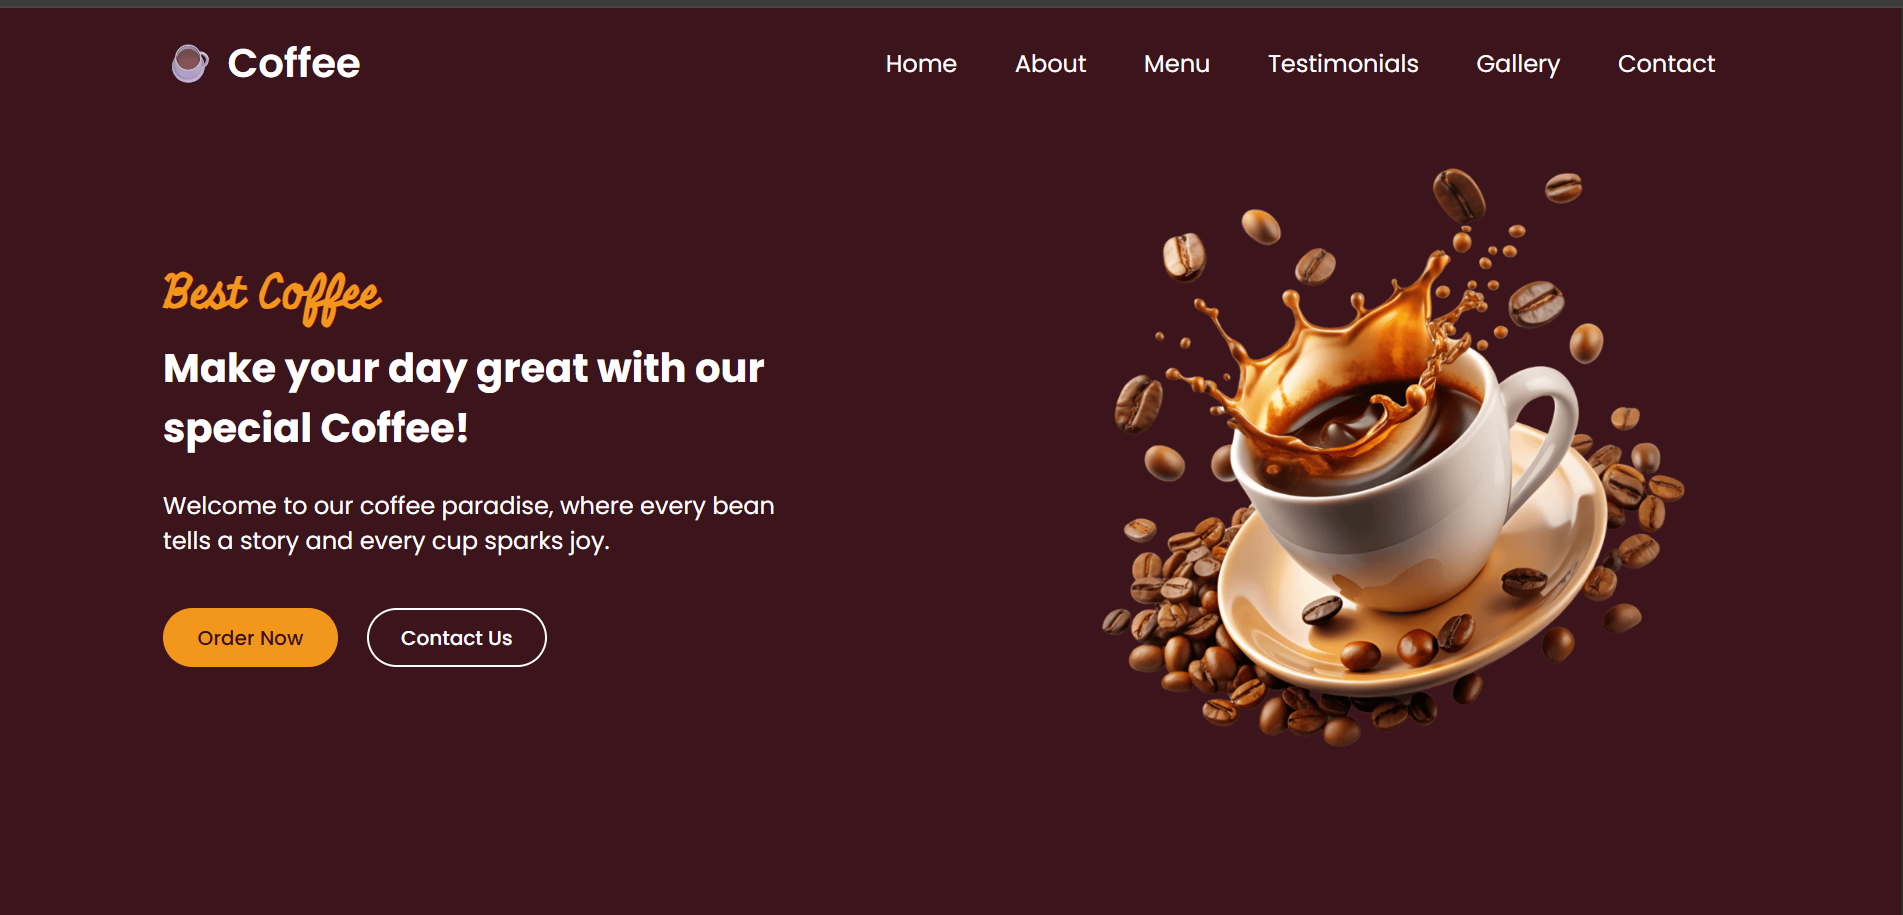 Coffee
Home About Menu Testimonials Gallery Contact
Best Coffee
Make your day great with our
special Coffee!
Welcome to our coffee paradise, where every bean
tells a story and every cup sparks joy.
Order Now Contact Us